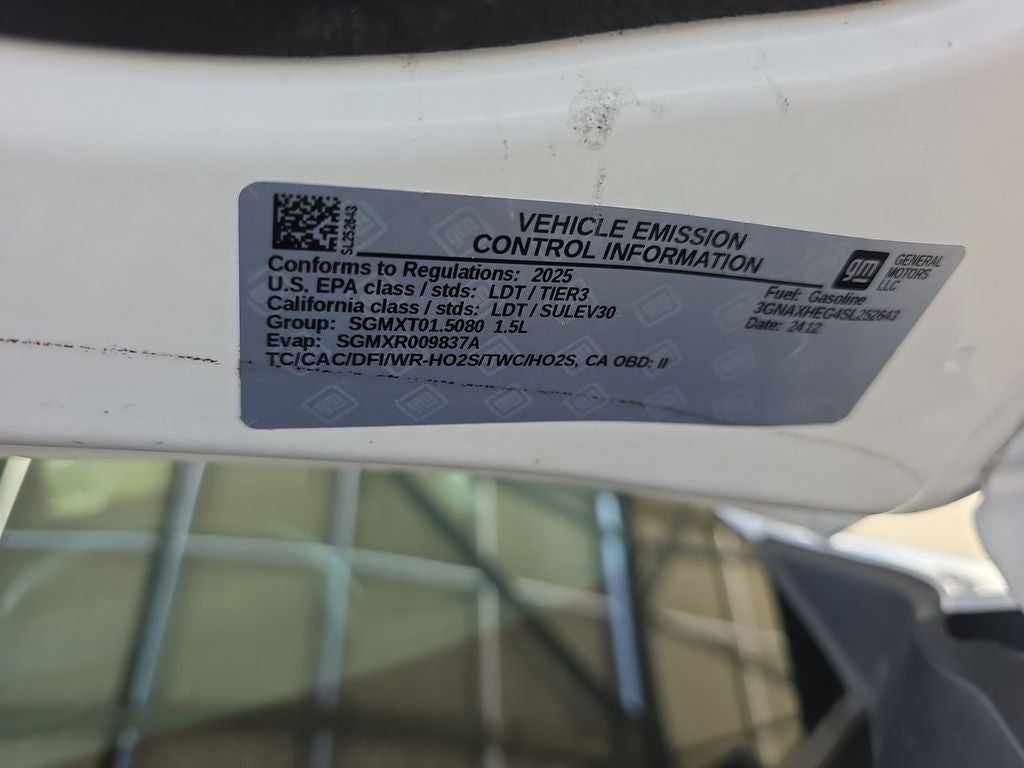 SL252643
VEHICLE EMISSION
CONTROL INFORMATION
gm
GENERAL
MOTORS
LLC
Conforms to Regulations: 2025
U.S. EPA class / stds: LDT / TIER3
California class / stds: LDT / SULEV30
Group: SGMXT01.5080 1.5L
Evap: SGMXR009837A
TC/CAC/DFI/WR-HO2S/TWC/HO2S, CA OBD: II
Fuel: Gasoline
3GNAXHEG4SL252643
Date: 2412